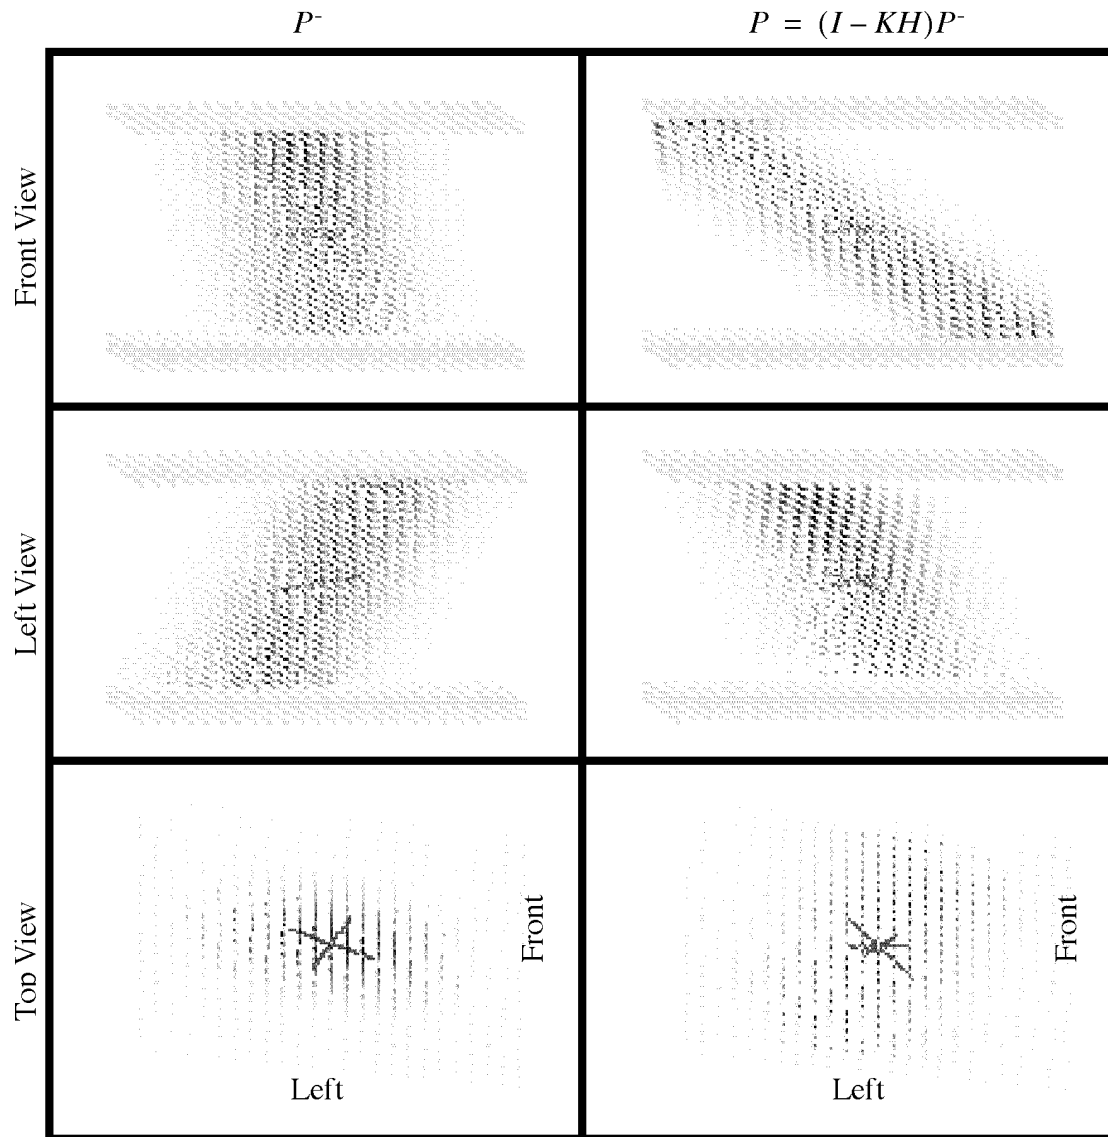 P⁻
P = (I − KH)P⁻
Front View
Left View
Top View
Front
Left
Front
Left